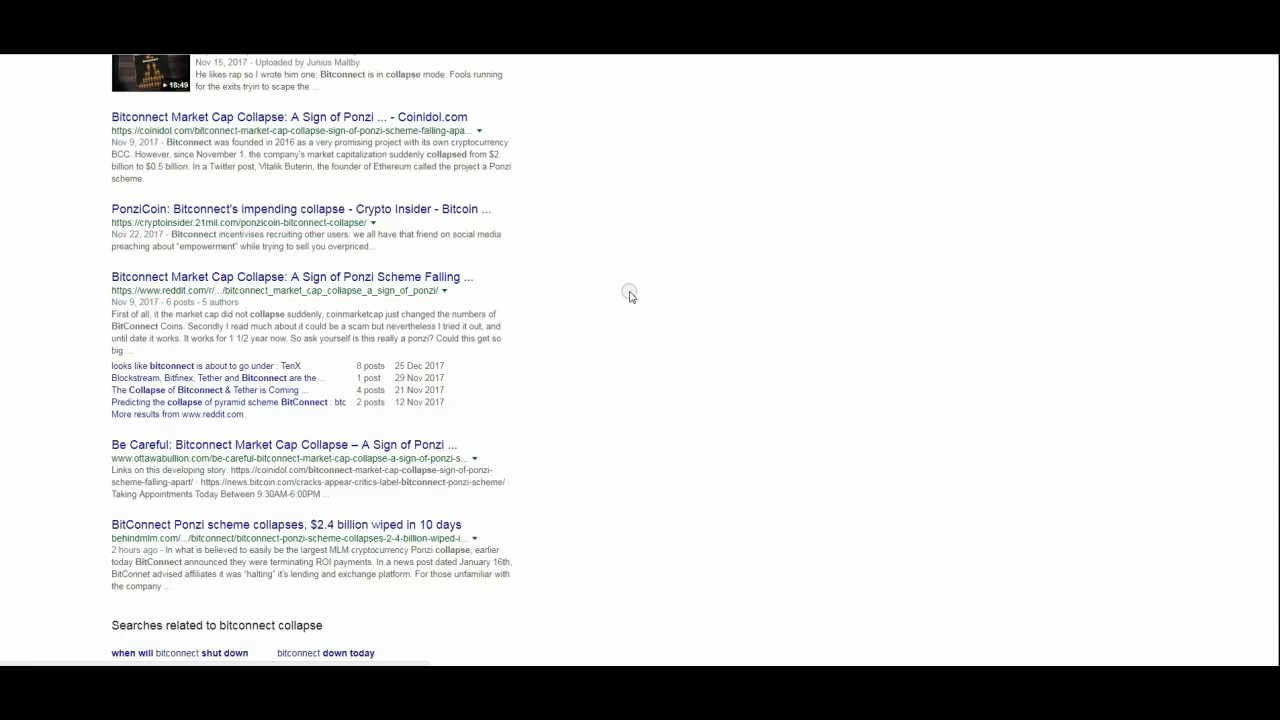 Nov 15, 2017 - Uploaded by Junius Maltby
He likes rap so I wrote him one: Bitconnect is in collapse mode. Fools running
for the exits tryin to scape the ...
18:49
Bitconnect Market Cap Collapse: A Sign of Ponzi ... - Coinidol.com
https://coinidol.com/bitconnect-market-cap-collapse-sign-of-ponzi-scheme-falling-apa...
Nov 9, 2017 - Bitconnect was founded in 2016 as a very promising project with its own cryptocurrency
BCC. However, since November 1, the company's market capitalization suddenly collapsed from $2
billion to $0.5 billion. In a Twitter post, Vitalik Buterin, the founder of Ethereum called the project a Ponzi
scheme.
PonziCoin: Bitconnect's impending collapse - Crypto Insider - Bitcoin ...
https://cryptoinsider.21mil.com/ponzicoin-bitconnect-collapse/
Nov 22, 2017 - Bitconnect incentivises recruiting other users: we all have that friend on social media
preaching about “empowerment” while trying to sell you overpriced...
Bitconnect Market Cap Collapse: A Sign of Ponzi Scheme Falling ...
https://www.reddit.com/r/.../bitconnect_market_cap_collapse_a_sign_of_ponzi/
Nov 9, 2017 - 6 posts - 5 authors
First of all, it the market cap did not collapse suddenly, coinmarketcap just changed the numbers of
BitConnect Coins. Secondly I read much about it could be a scam but nevertheless I tried it out, and
until date it works. It works for 1 1/2 year now. So ask yourself is this really a ponzi? Could this get so
big ...
looks like bitconnect is about to go under : TenX 8 posts 25 Dec 2017
Blockstream, Bitfinex, Tether and Bitconnect are the ... 1 post 29 Nov 2017
The Collapse of Bitconnect & Tether is Coming ... 4 posts 21 Nov 2017
Predicting the collapse of pyramid scheme BitConnect : btc 2 posts 12 Nov 2017
More results from www.reddit.com
Be Careful: Bitconnect Market Cap Collapse – A Sign of Ponzi ...
www.ottawabullion.com/be-careful-bitconnect-market-cap-collapse-a-sign-of-ponzi-s...
Links on this developing story: https://coinidol.com/bitconnect-market-cap-collapse-sign-of-ponzi-
scheme-falling-apart/ · https://news.bitcoin.com/cracks-appear-critics-label-bitconnect-ponzi-scheme/ ·
Taking Appointments Today Between 9:30AM-6:00PM ...
BitConnect Ponzi scheme collapses, $2.4 billion wiped in 10 days
behindmlm.com/.../bitconnect/bitconnect-ponzi-scheme-collapses-2-4-billion-wiped-i...
2 hours ago - In what is believed to easily be the largest MLM cryptocurrency Ponzi collapse, earlier
today BitConnect announced they were terminating ROI payments. In a news post dated January 16th,
BitConnet advised affiliates it was “halting” it's lending and exchange platform. For those unfamiliar with
the company ...
Searches related to bitconnect collapse
when will bitconnect shut down bitconnect down today